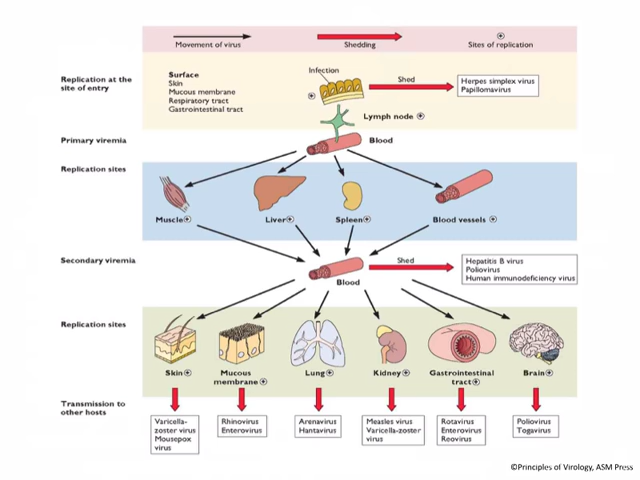 Movement of virus
Shedding
Sites of replication
Replication at the
site of entry
Surface
Skin
Mucous membrane
Respiratory tract
Gastrointestinal tract
Infection
Shed
Herpes simplex virus
Papillomavirus
Lymph node
Primary viremia
Blood
Replication sites
Muscle
Liver
Spleen
Blood vessels
Secondary viremia
Shed
Hepatitis B virus
Poliovirus
Human immunodeficiency virus
Blood
Replication sites
Skin
Mucous
membrane
Lung
Kidney
Gastrointestinal
tract
Brain
Transmission to
other hosts
Varicella-
zoster virus
Mousepox
virus
Rhinovirus
Enterovirus
Arenavirus
Hantavirus
Measles virus
Varicella-zoster
virus
Rotavirus
Enterovirus
Reovirus
Poliovirus
Togavirus
©Principles of Virology, ASM Press